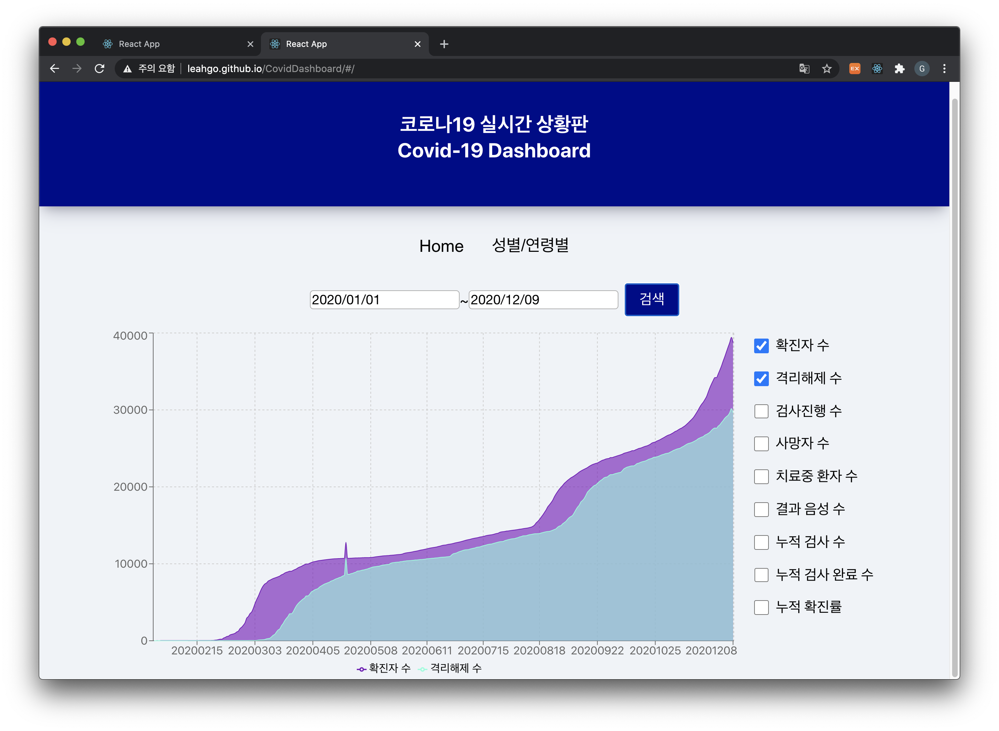 React App
React App
주의 요함 leahgo.github.io/CovidDashboard/#/
EX
G
코로나19 실시간 상황판
Covid-19 Dashboard
Home 성별/연령별
2020/01/01 ~ 2020/12/09 검색
40000
30000
20000
10000
0
20200215 20200303 20200405 20200508 20200611 20200715 20200818 20200922 20201025 20201208
확진자 수 격리해제 수
확진자 수
격리해제 수
검사진행 수
사망자 수
치료중 환자 수
결과 음성 수
누적 검사 수
누적 검사 완료 수
누적 확진률